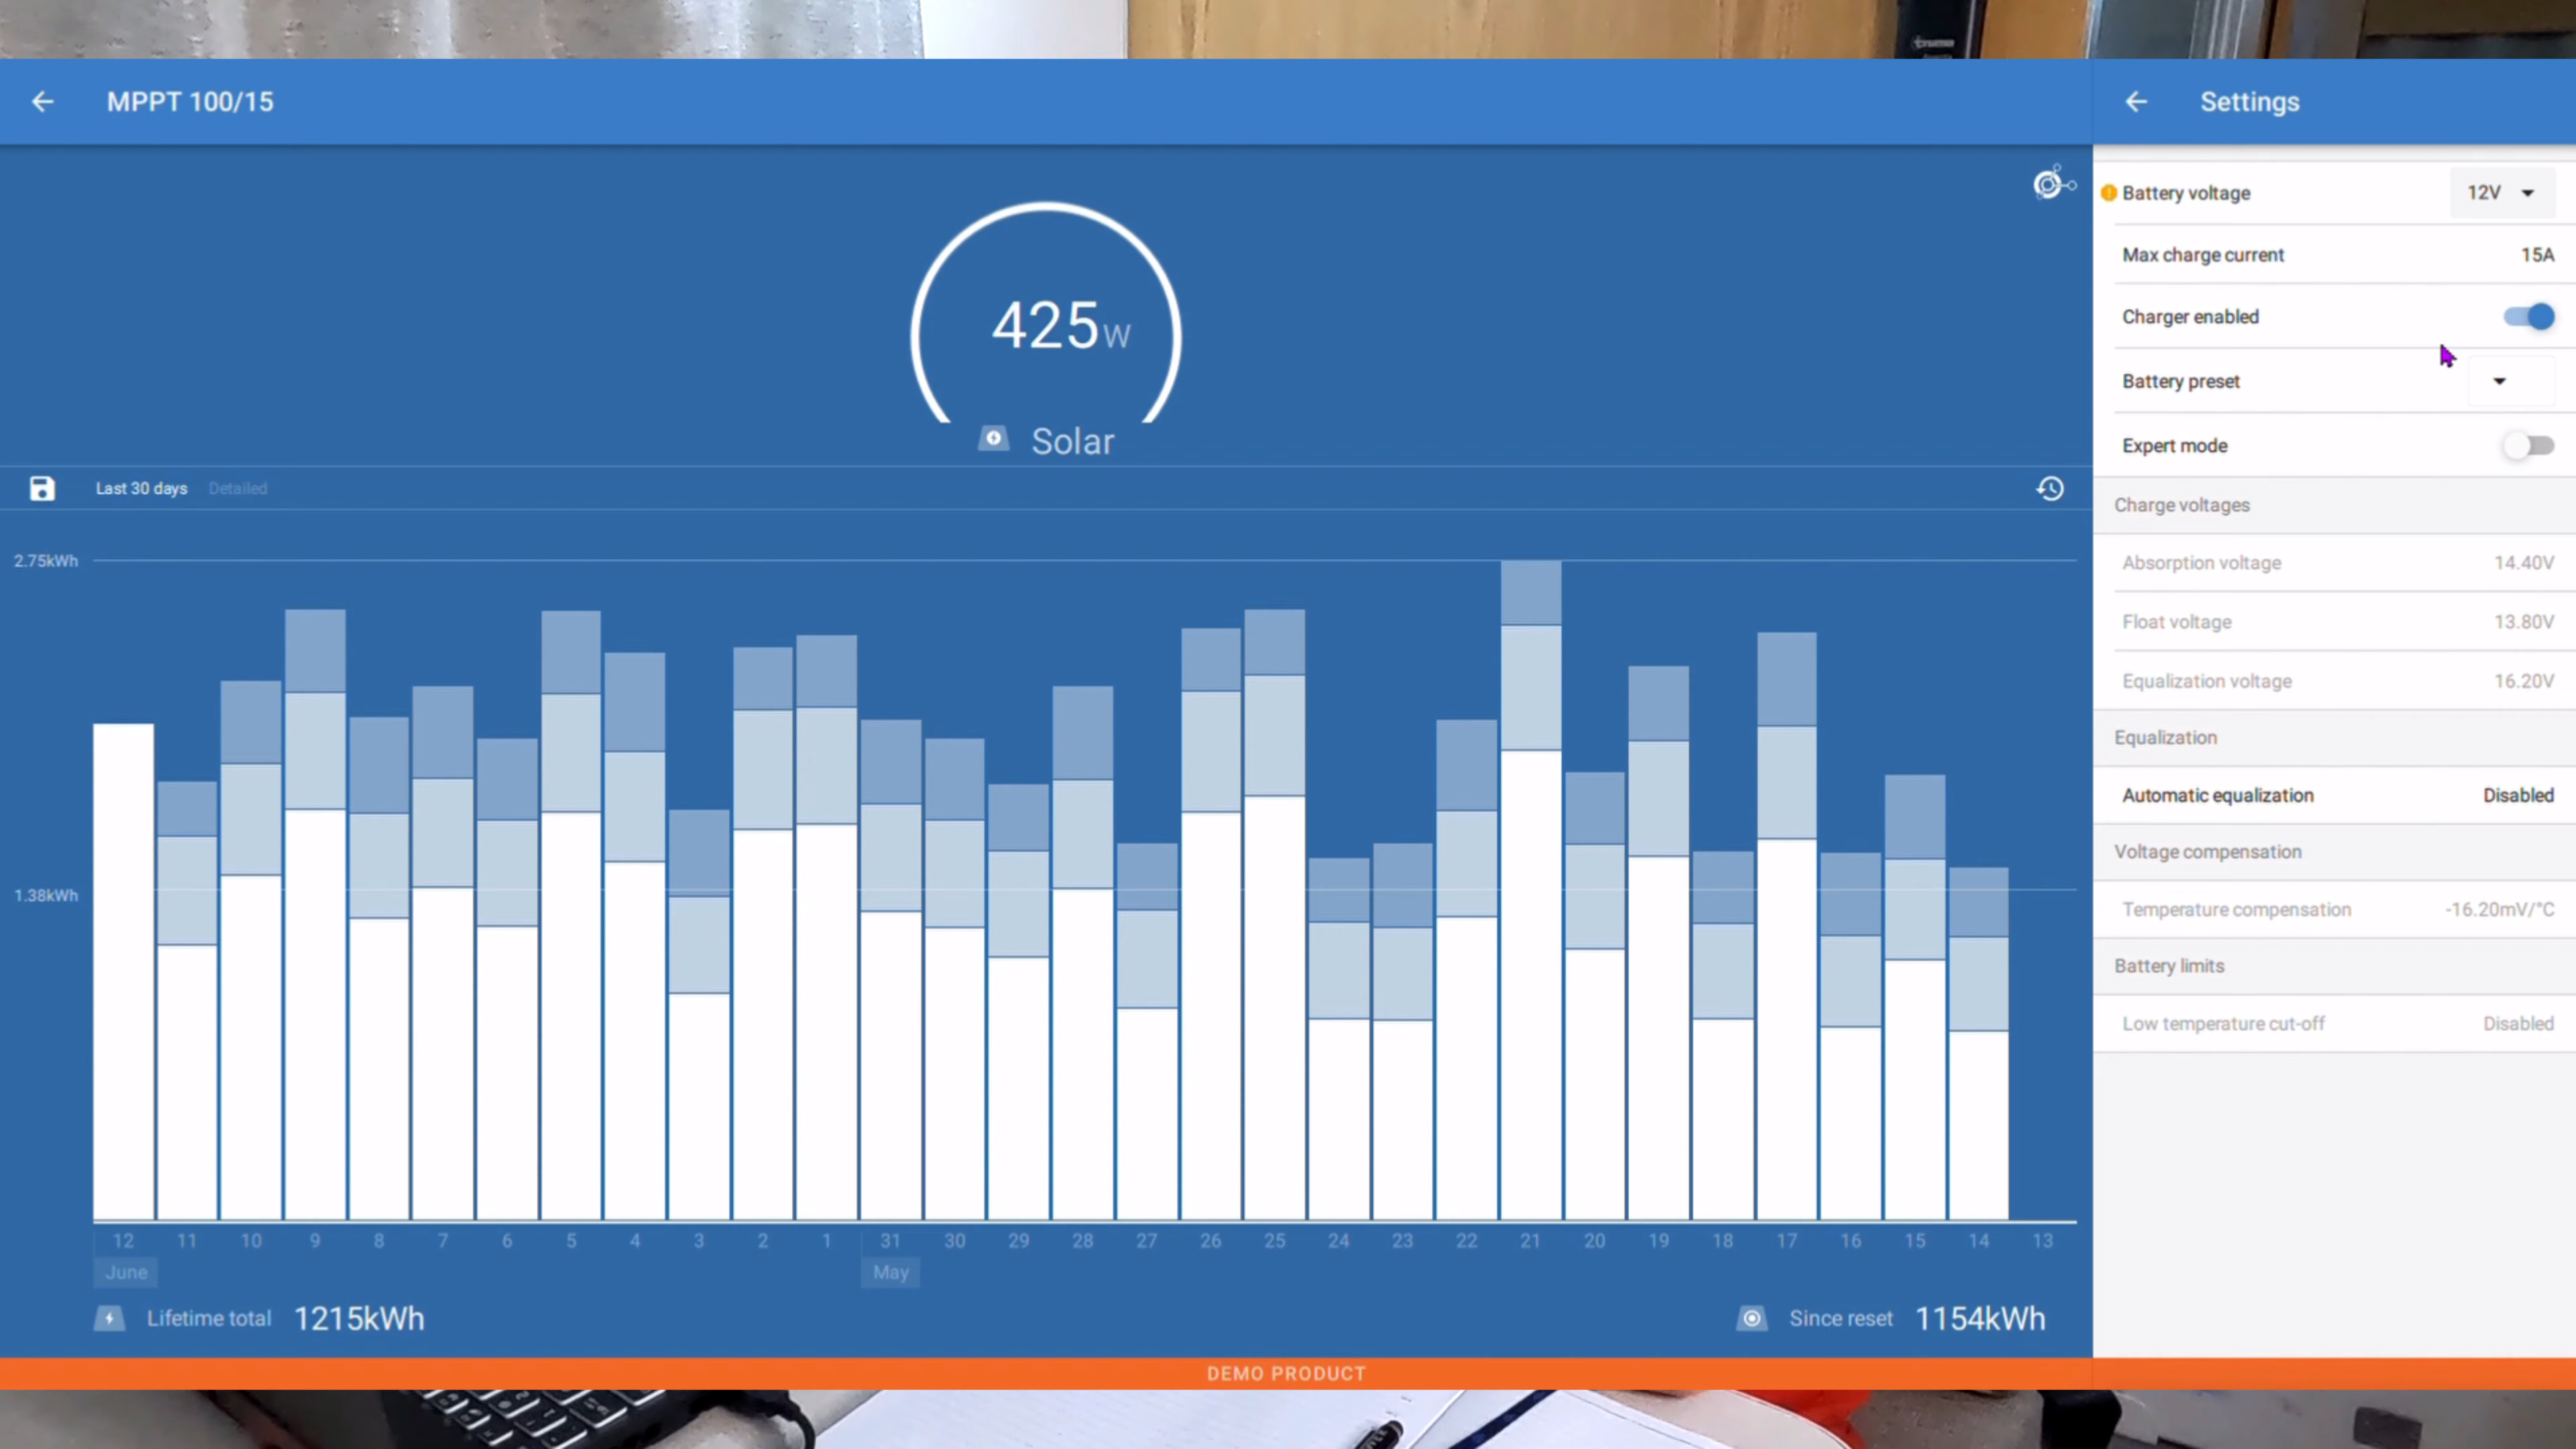 truma
MPPT 100/15
425W
Solar
Last 30 days Detailed
2.75kWh
1.38kWh
12 11 10 9 8 7 6 5 4 3 2 1 31 30 29 28 27 26 25 24 23 22 21 20 19 18 17 16 15 14 13
June May
Lifetime total 1215kWh
Since reset 1154kWh
DEMO PRODUCT
Settings
Battery voltage 12V
Max charge current 15A
Charger enabled
Battery preset
Expert mode
Charge voltages
Absorption voltage 14.40V
Float voltage 13.80V
Equalization voltage 16.20V
Equalization
Automatic equalization Disabled
Voltage compensation
Temperature compensation -16.20mV/°C
Battery limits
Low temperature cut-off Disabled